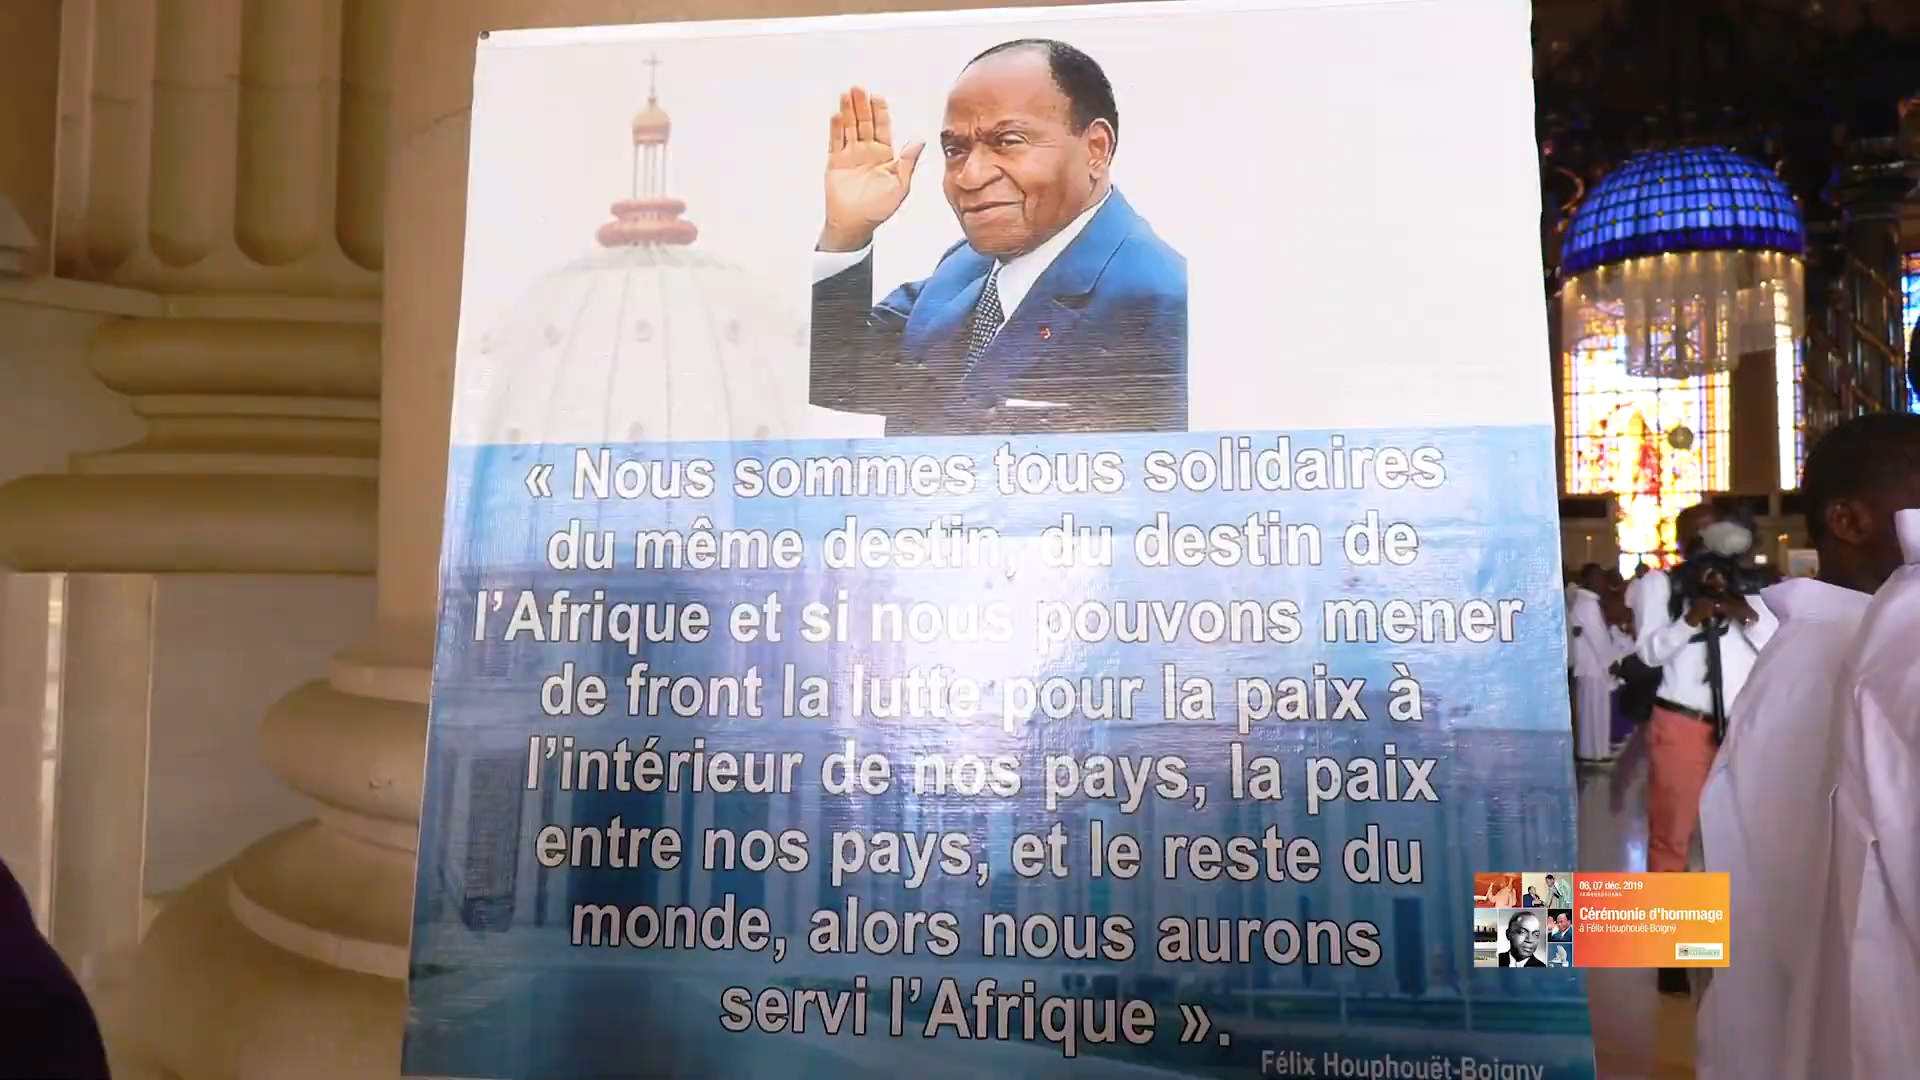 « Nous sommes tous solidaires
du même destin, du destin de
l’Afrique et si nous pouvons mener
de front la lutte pour la paix à
l’intérieur de nos pays, la paix
entre nos pays, et le reste du
monde, alors nous aurons
servi l’Afrique ».
Félix Houphouët-Boigny
06, 07 déc. 2019
Cérémonie d'hommage
à Félix Houphouët-Boigny